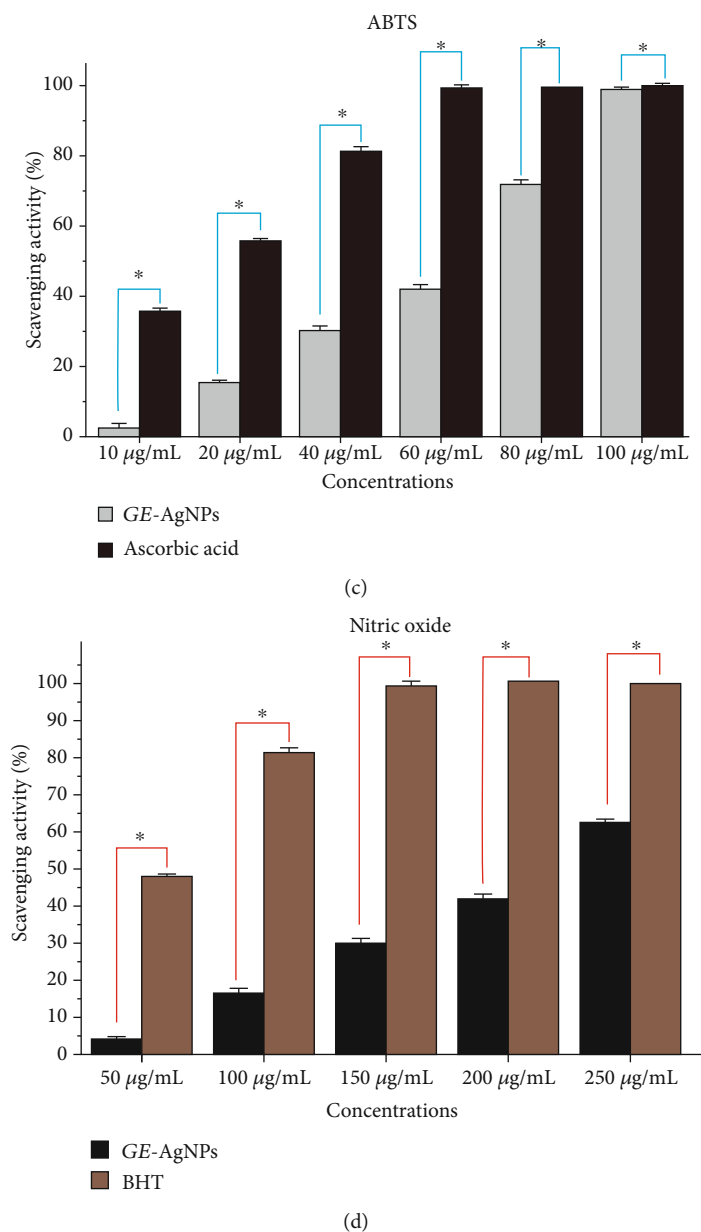 ABTS
Scavenging activity (%)
100
80
60
40
20
0
*
*
*
*
*
*
10 μg/mL 20 μg/mL 40 μg/mL 60 μg/mL 80 μg/mL 100 μg/mL
Concentrations
GE-AgNPs
Ascorbic acid
(c)
Nitric oxide
Scavenging activity (%)
100
90
80
70
60
50
40
30
20
10
0
*
*
*
*
*
50 μg/mL 100 μg/mL 150 μg/mL 200 μg/mL 250 μg/mL
Concentrations
GE-AgNPs
BHT
(d)